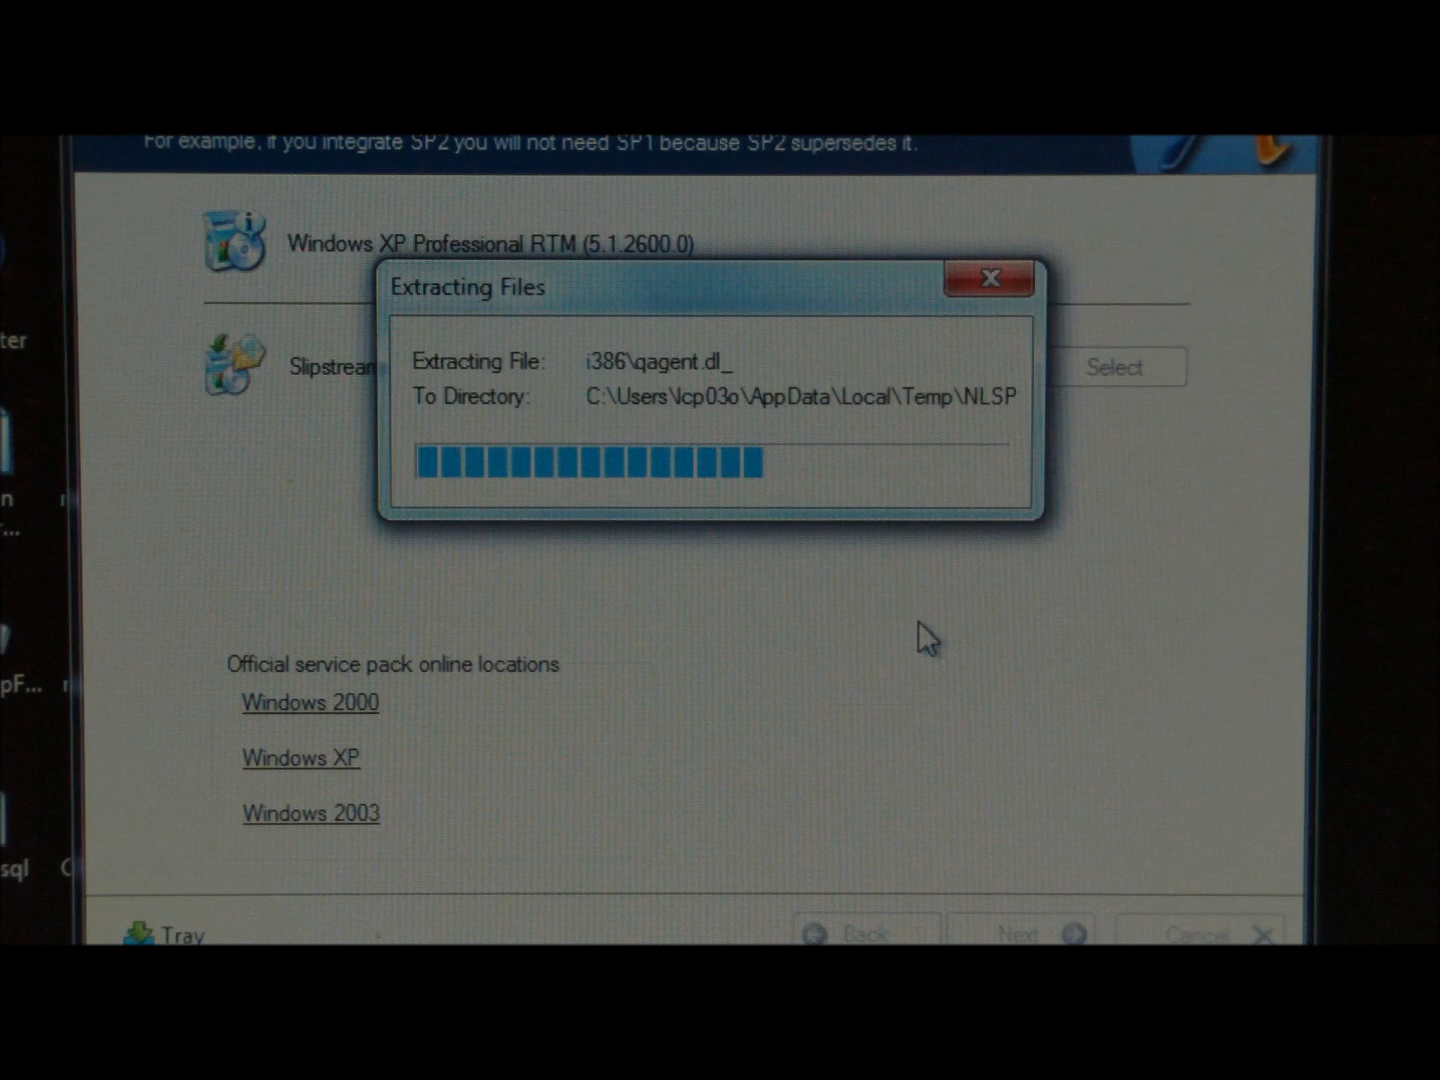 For example, if you integrate SP2 you will not need SP1 because SP2 supersedes it.
Windows XP Professional RTM (5.1.2600.0)
Extracting Files
Extracting File: i386\qagent.dl_
To Directory: C:\Users\lcp03o\AppData\Local\Temp\NLSP
Slipstream
Select
ter
n
...
pF...
sql
Official service pack online locations
Windows 2000
Windows XP
Windows 2003
Tray
Back
Next
Cancel